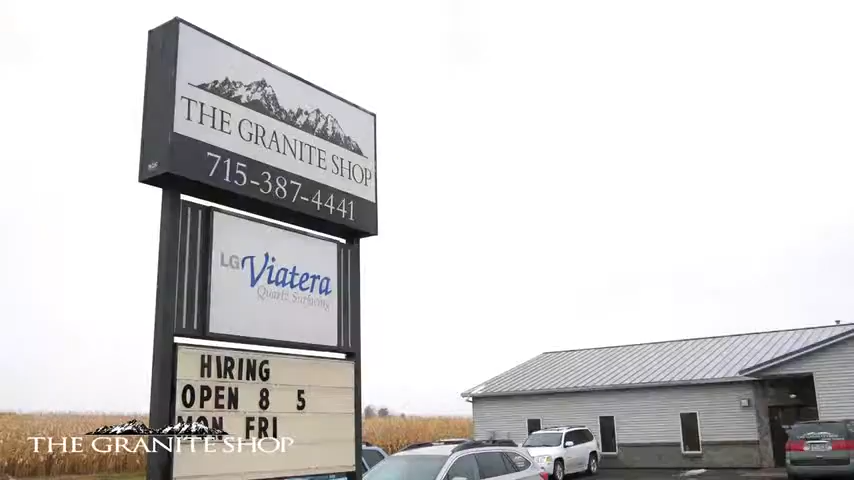 THE GRANITE SHOP
715-387-4441
LG Viatera
Quartz Surfacing
HIRING
OPEN 8 5
MON FRI
THE GRANITE SHOP